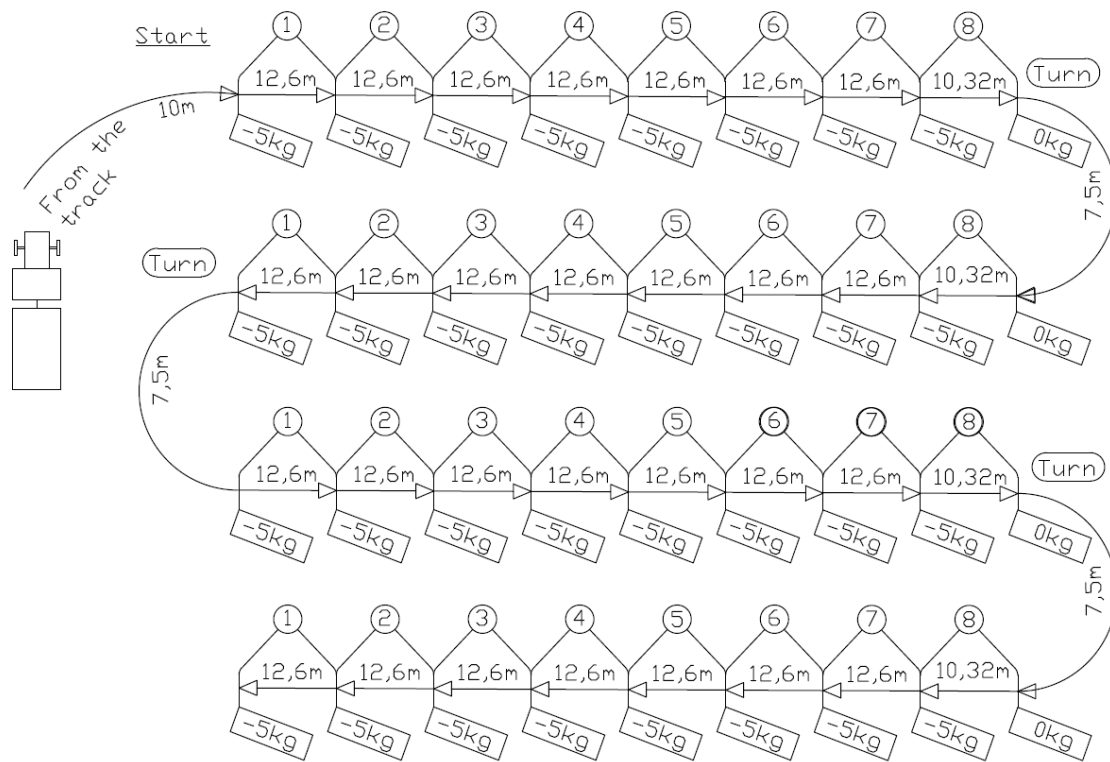 Start
1 2 3 4 5 6 7 8
12,6m 12,6m 12,6m 12,6m 12,6m 12,6m 12,6m 10,32m
Turn
10m
From the
track
-5kg -5kg -5kg -5kg -5kg -5kg -5kg -5kg 0kg
7,5m
1 2 3 4 5 6 7 8
Turn
12,6m 12,6m 12,6m 12,6m 12,6m 12,6m 12,6m 10,32m
-5kg -5kg -5kg -5kg -5kg -5kg -5kg -5kg 0kg
7,5m
1 2 3 4 5 6 7 8
12,6m 12,6m 12,6m 12,6m 12,6m 12,6m 12,6m 10,32m
Turn
-5kg -5kg -5kg -5kg -5kg -5kg -5kg -5kg 0kg
7,5m
1 2 3 4 5 6 7 8
12,6m 12,6m 12,6m 12,6m 12,6m 12,6m 12,6m 10,32m
-5kg -5kg -5kg -5kg -5kg -5kg -5kg -5kg 0kg